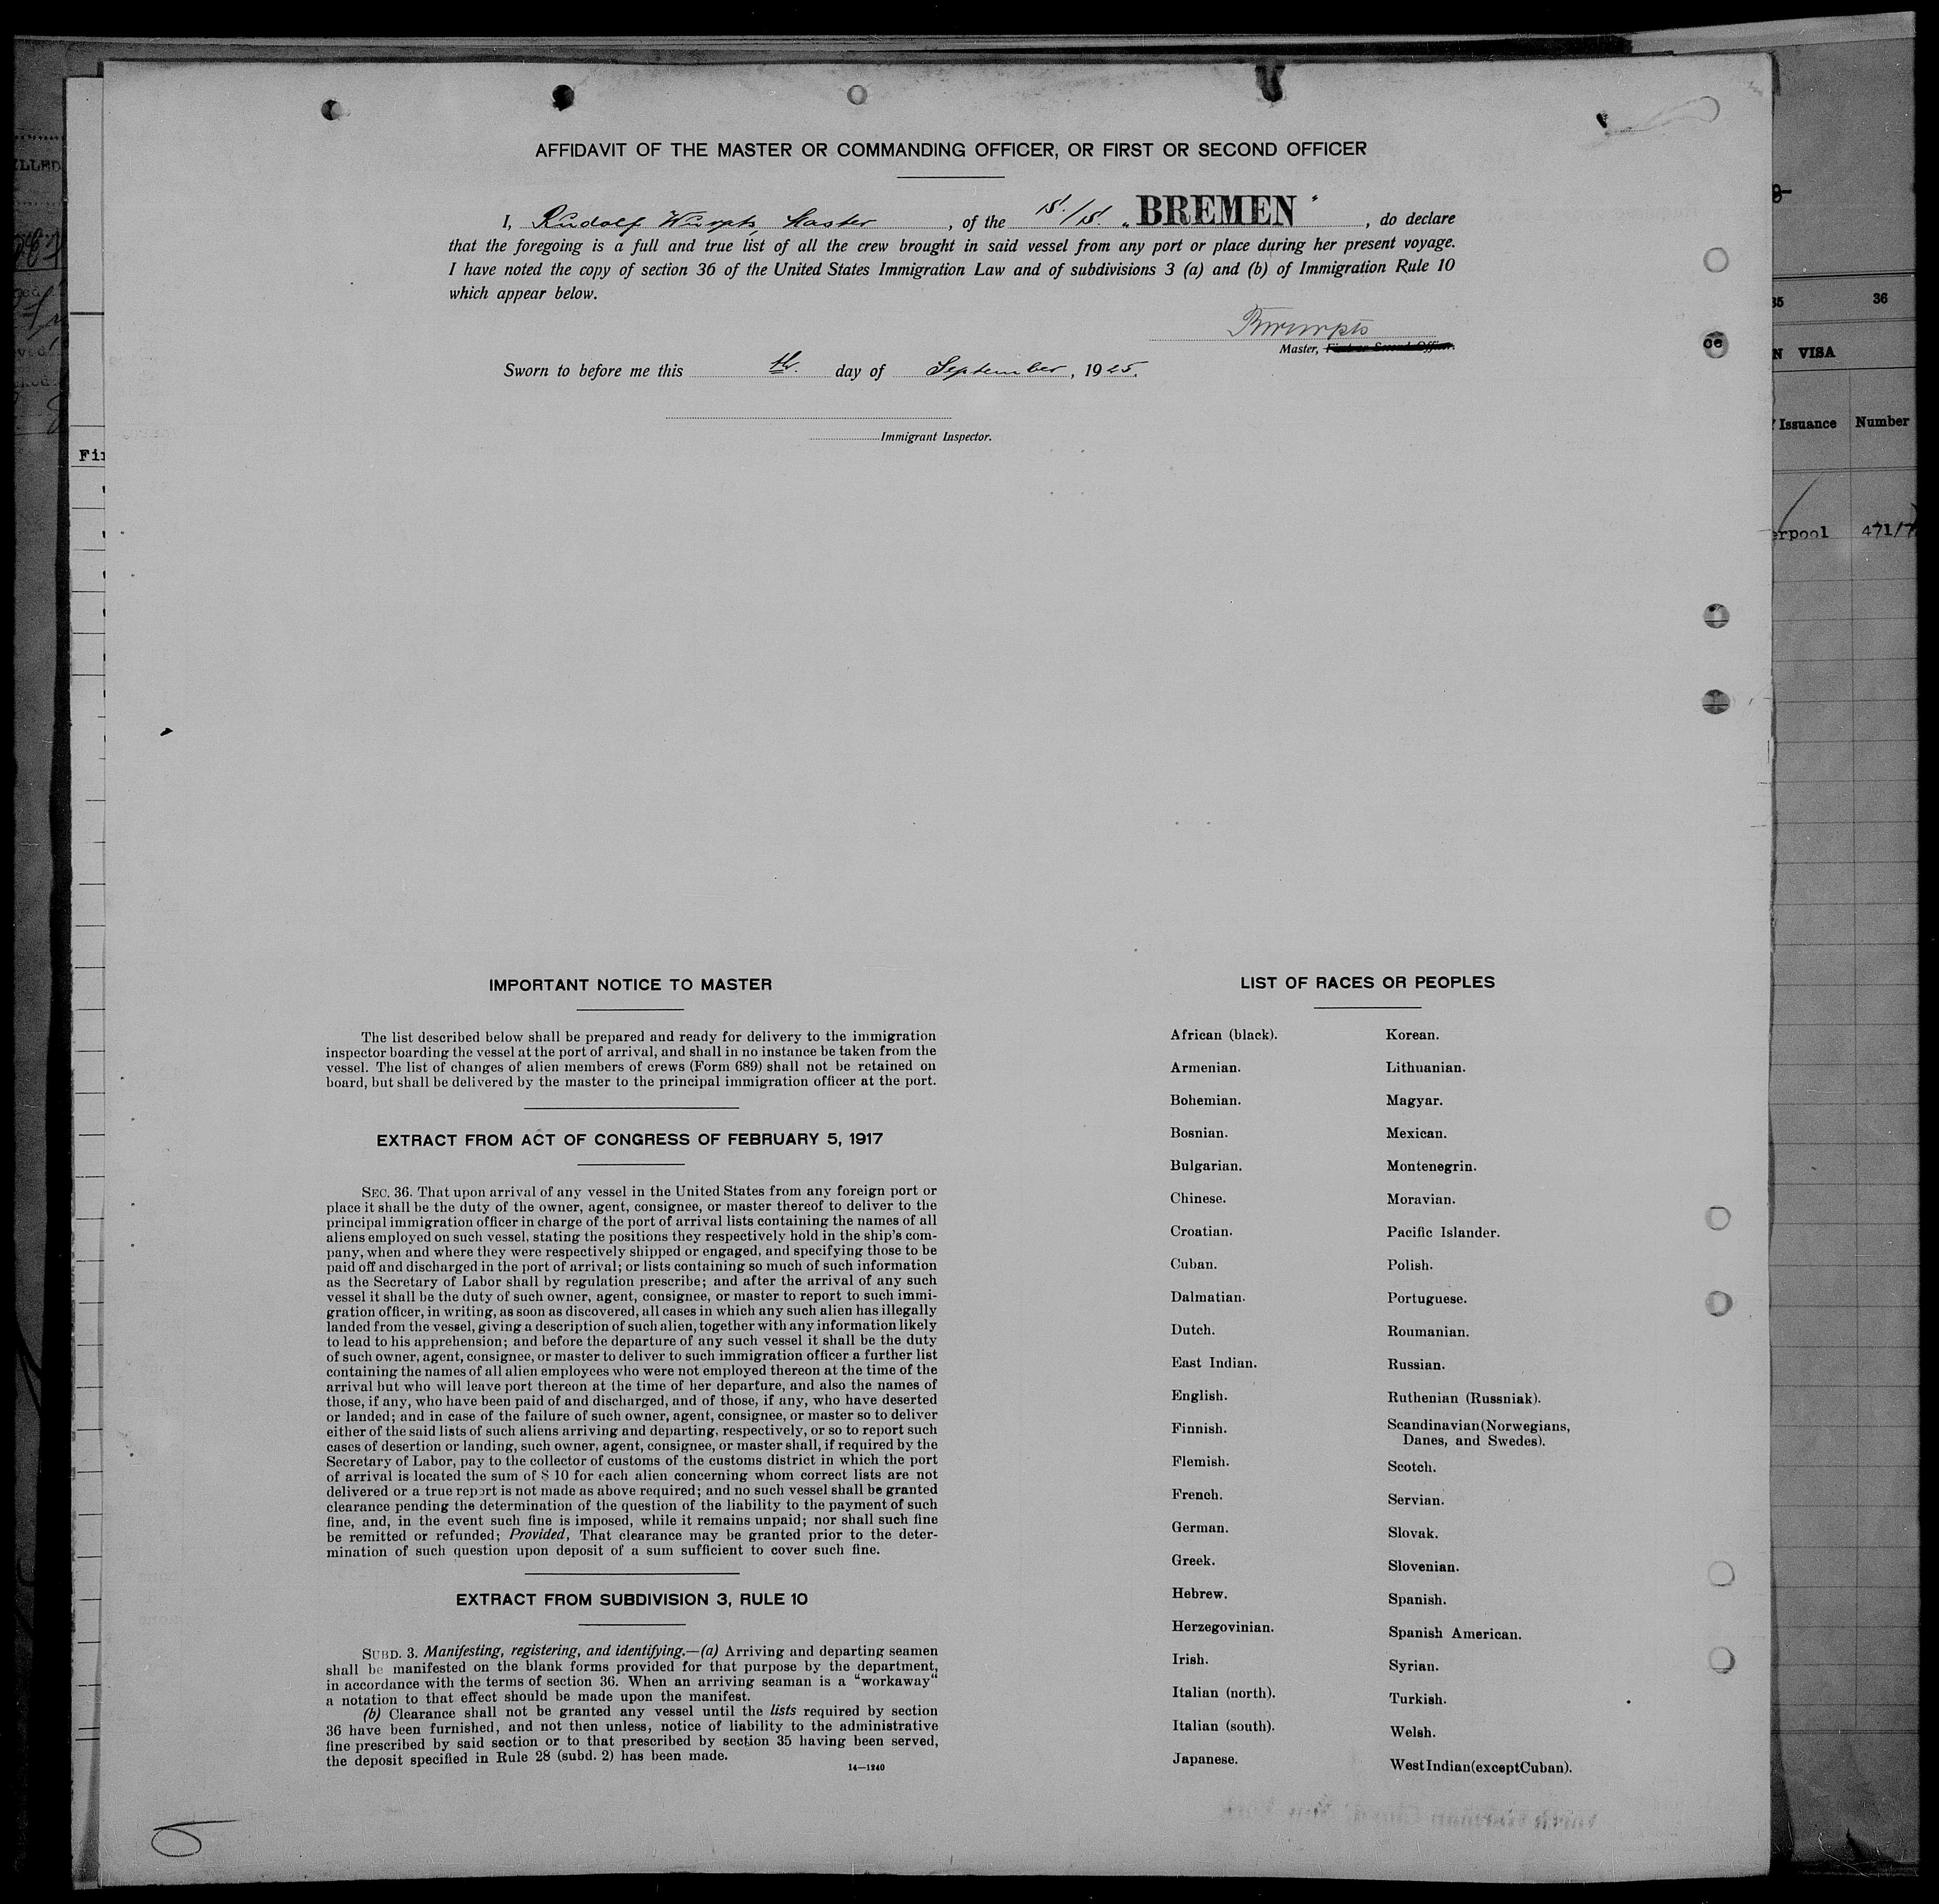 AFFIDAVIT OF THE MASTER OR COMMANDING OFFICER, OR FIRST OR SECOND OFFICER
I, Rudolf Wurpts, Master, of the S/S. „BREMEN“, do declare
that the foregoing is a full and true list of all the crew brought in said vessel from any port or place during her present voyage.
I have noted the copy of section 36 of the United States Immigration Law and of subdivisions 3 (a) and (b) of Immigration Rule 10
which appear below.
Master, First or Second Officer.
Sworn to before me this th. day of September, 1925.
Immigrant Inspector.
IMPORTANT NOTICE TO MASTER
The list described below shall be prepared and ready for delivery to the immigration
inspector boarding the vessel at the port of arrival, and shall in no instance be taken from the
vessel. The list of changes of alien members of crews (Form 689) shall not be retained on
board, but shall be delivered by the master to the principal immigration officer at the port.
EXTRACT FROM ACT OF CONGRESS OF FEBRUARY 5, 1917
SEC. 36. That upon arrival of any vessel in the United States from any foreign port or
place it shall be the duty of the owner, agent, consignee, or master thereof to deliver to the
principal immigration officer in charge of the port of arrival lists containing the names of all
aliens employed on such vessel, stating the positions they respectively hold in the ship's com-
pany, when and where they were respectively shipped or engaged, and specifying those to be
paid off and discharged in the port of arrival; or lists containing so much of such information
as the Secretary of Labor shall by regulation prescribe; and after the arrival of any such
vessel it shall be the duty of such owner, agent, consignee, or master to report to such immi-
gration officer, in writing, as soon as discovered, all cases in which any such alien has illegally
landed from the vessel, giving a description of such alien, together with any information likely
to lead to his apprehension; and before the departure of any such vessel it shall be the duty
of such owner, agent, consignee, or master to deliver to such immigration officer a further list
containing the names of all alien employees who were not employed thereon at the time of the
arrival but who will leave port thereon at the time of her departure, and also the names of
those, if any, who have been paid of and discharged, and of those, if any, who have deserted
or landed; and in case of the failure of such owner, agent, consignee, or master so to deliver
either of the said lists of such aliens arriving and departing, respectively, or so to report such
cases of desertion or landing, such owner, agent, consignee, or master shall, if required by the
Secretary of Labor, pay to the collector of customs of the customs district in which the port
of arrival is located the sum of $ 10 for each alien concerning whom correct lists are not
delivered or a true report is not made as above required; and no such vessel shall be granted
clearance pending the determination of the question of the liability to the payment of such
fine, and, in the event such fine is imposed, while it remains unpaid; nor shall such fine
be remitted or refunded; Provided, That clearance may be granted prior to the deter-
mination of such question upon deposit of a sum sufficient to cover such fine.
EXTRACT FROM SUBDIVISION 3, RULE 10
SUBD. 3. Manifesting, registering, and identifying.—(a) Arriving and departing seamen
shall be manifested on the blank forms provided for that purpose by the department,
in accordance with the terms of section 36. When an arriving seaman is a “workaway“
a notation to that effect should be made upon the manifest.
(b) Clearance shall not be granted any vessel until the lists required by section
36 have been furnished, and not then unless, notice of liability to the administrative
fine prescribed by said section or to that prescribed by section 35 having been served,
the deposit specified in Rule 28 (subd. 2) has been made.
14—1240
LIST OF RACES OR PEOPLES
African (black).
Armenian.
Bohemian.
Bosnian.
Bulgarian.
Chinese.
Croatian.
Cuban.
Dalmatian.
Dutch.
East Indian.
English.
Finnish.
Flemish.
French.
German.
Greek.
Hebrew.
Herzegovinian.
Irish.
Italian (north).
Italian (south).
Japanese.
Korean.
Lithuanian.
Magyar.
Mexican.
Montenegrin.
Moravian.
Pacific Islander.
Polish.
Portuguese.
Roumanian.
Russian.
Ruthenian (Russniak).
Scandinavian (Norwegians,
Danes, and Swedes).
Scotch.
Servian.
Slovak.
Slovenian.
Spanish.
Spanish American.
Syrian.
Turkish.
Welsh.
West Indian (except Cuban).
36
VISA
Issuance
Number